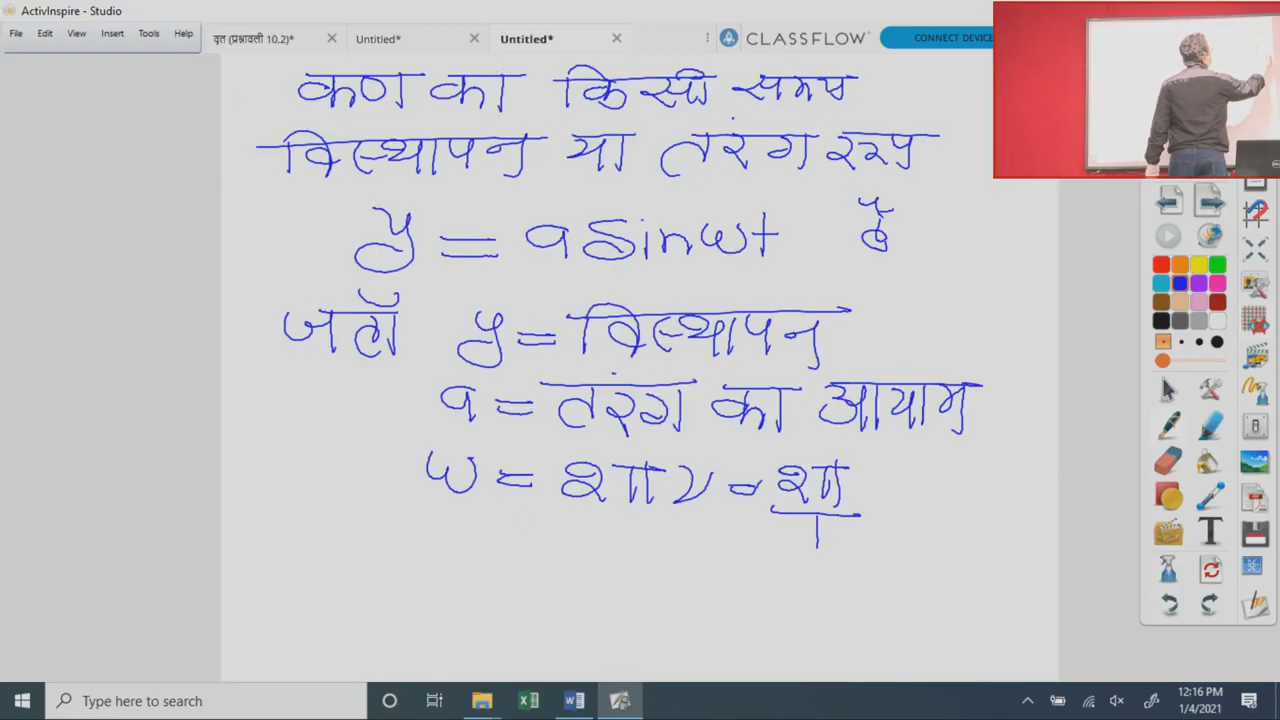 ActivInspire - Studio
File Edit View Insert Tools Help
वृत (प्रश्नावली 10.2)* Untitled* Untitled* CLASSFLOW CONNECT DEVICE
कण का किसी समय
विस्थापन या तरंग रूप
y = a sin ωt है
जहाँ y = विस्थापन
a = तरंग का आयाम
ω = 2πν = 2π
T
Type here to search
12:16 PM
1/4/2021